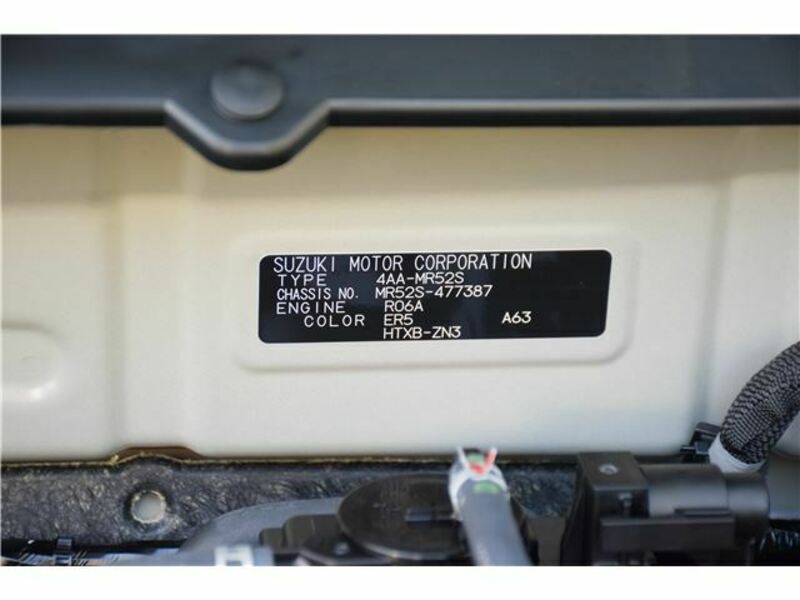 SUZUKI MOTOR CORPORATION
TYPE 4AA-MR52S
CHASSIS NO. MR52S-477387
ENGINE R06A
COLOR ER5 A63
HTXB-ZN3